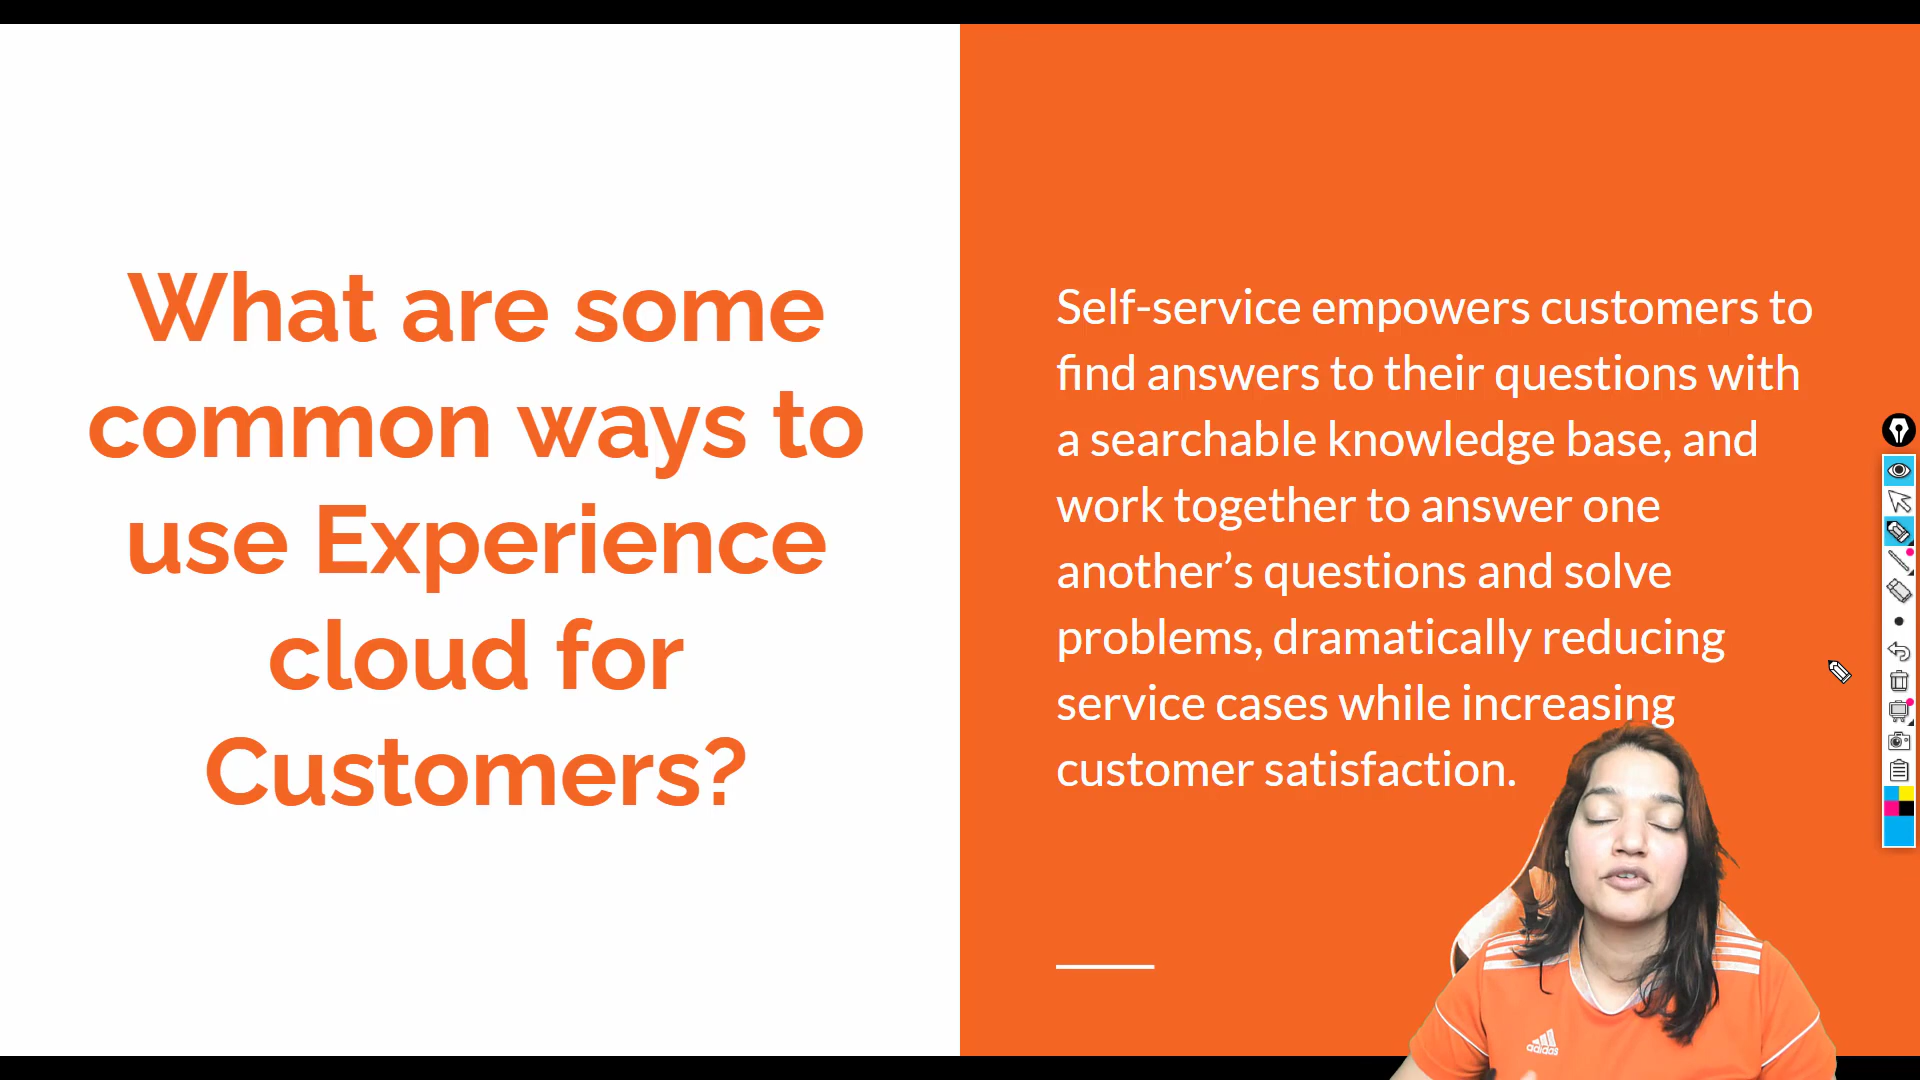 What are some
common ways to
use Experience
cloud for
Customers?
Self-service empowers customers to
find answers to their questions with
a searchable knowledge base, and
work together to answer one
another’s questions and solve
problems, dramatically reducing
service cases while increasing
customer satisfaction.
adidas